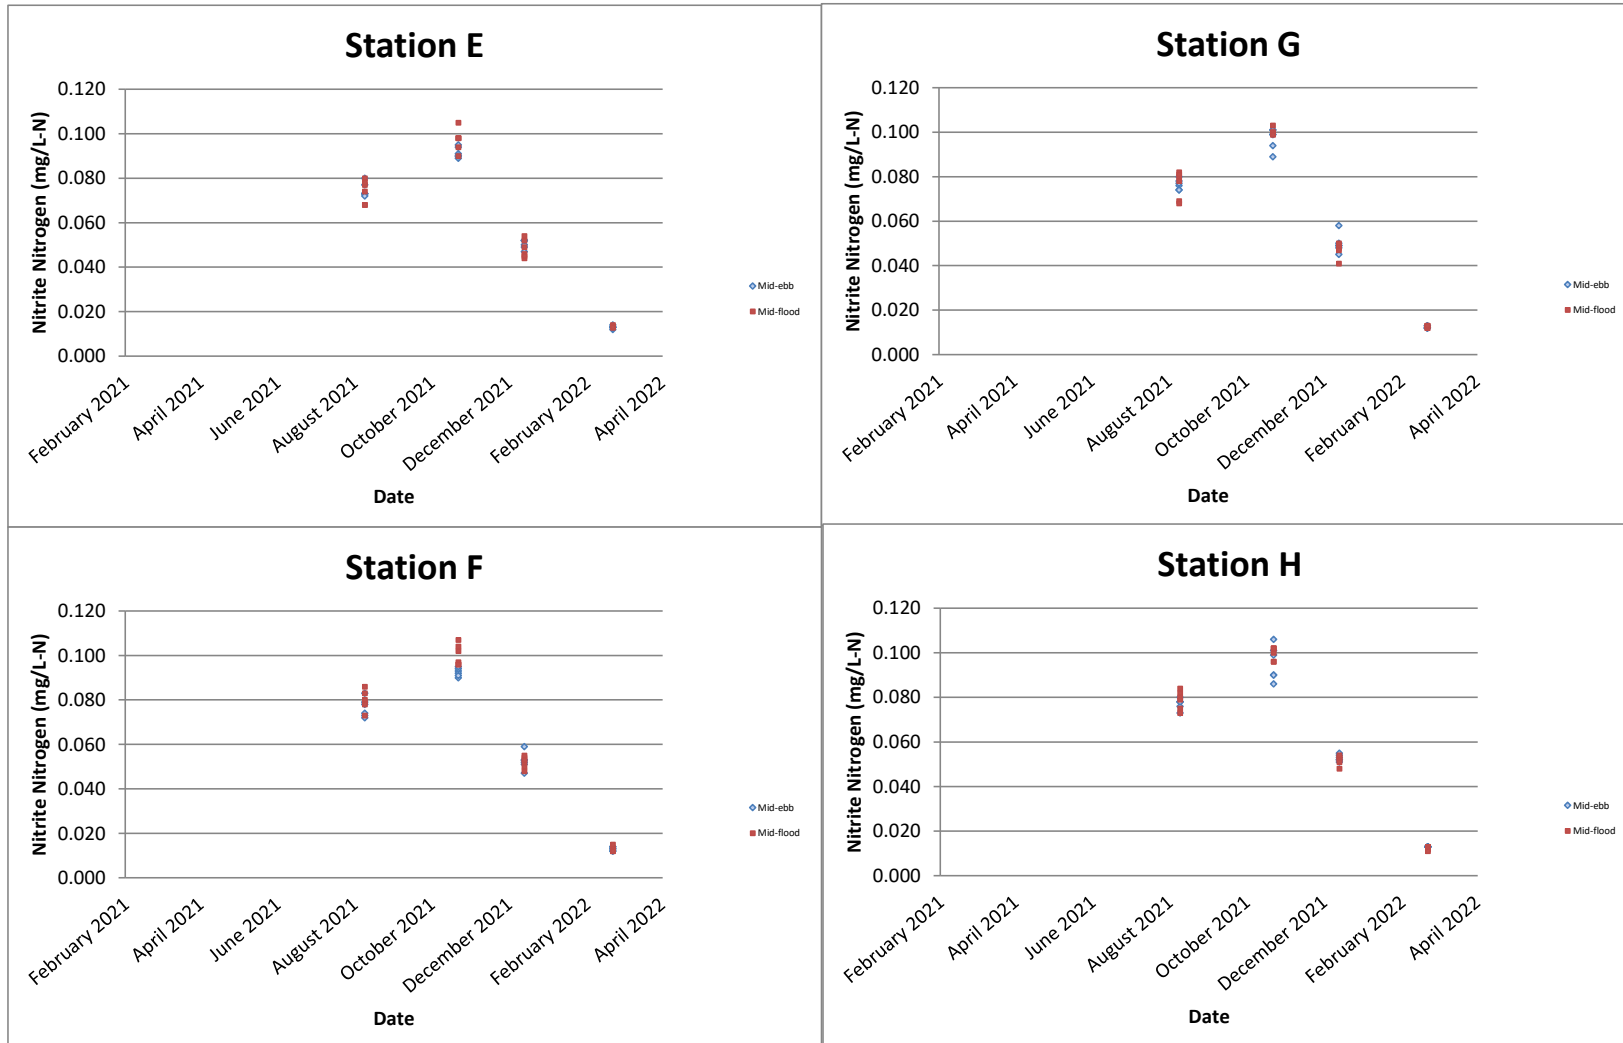 Station E
0.120
0.100
0.080
0.060
0.040
0.020
0.000
Nitrite Nitrogen (mg/L-N)
February 2021
April 2021
June 2021
August 2021
October 2021
December 2021
February 2022
April 2022
Date
Mid-ebb
Mid-flood
Station G
0.120
0.100
0.080
0.060
0.040
0.020
0.000
Nitrite Nitrogen (mg/L-N)
February 2021
April 2021
June 2021
August 2021
October 2021
December 2021
February 2022
April 2022
Date
Mid-ebb
Mid-flood
Station F
0.120
0.100
0.080
0.060
0.040
0.020
0.000
Nitrite Nitrogen (mg/L-N)
February 2021
April 2021
June 2021
August 2021
October 2021
December 2021
February 2022
April 2022
Date
Mid-ebb
Mid-flood
Station H
0.120
0.100
0.080
0.060
0.040
0.020
0.000
Nitrite Nitrogen (mg/L-N)
February 2021
April 2021
June 2021
August 2021
October 2021
December 2021
February 2022
April 2022
Date
Mid-ebb
Mid-flood